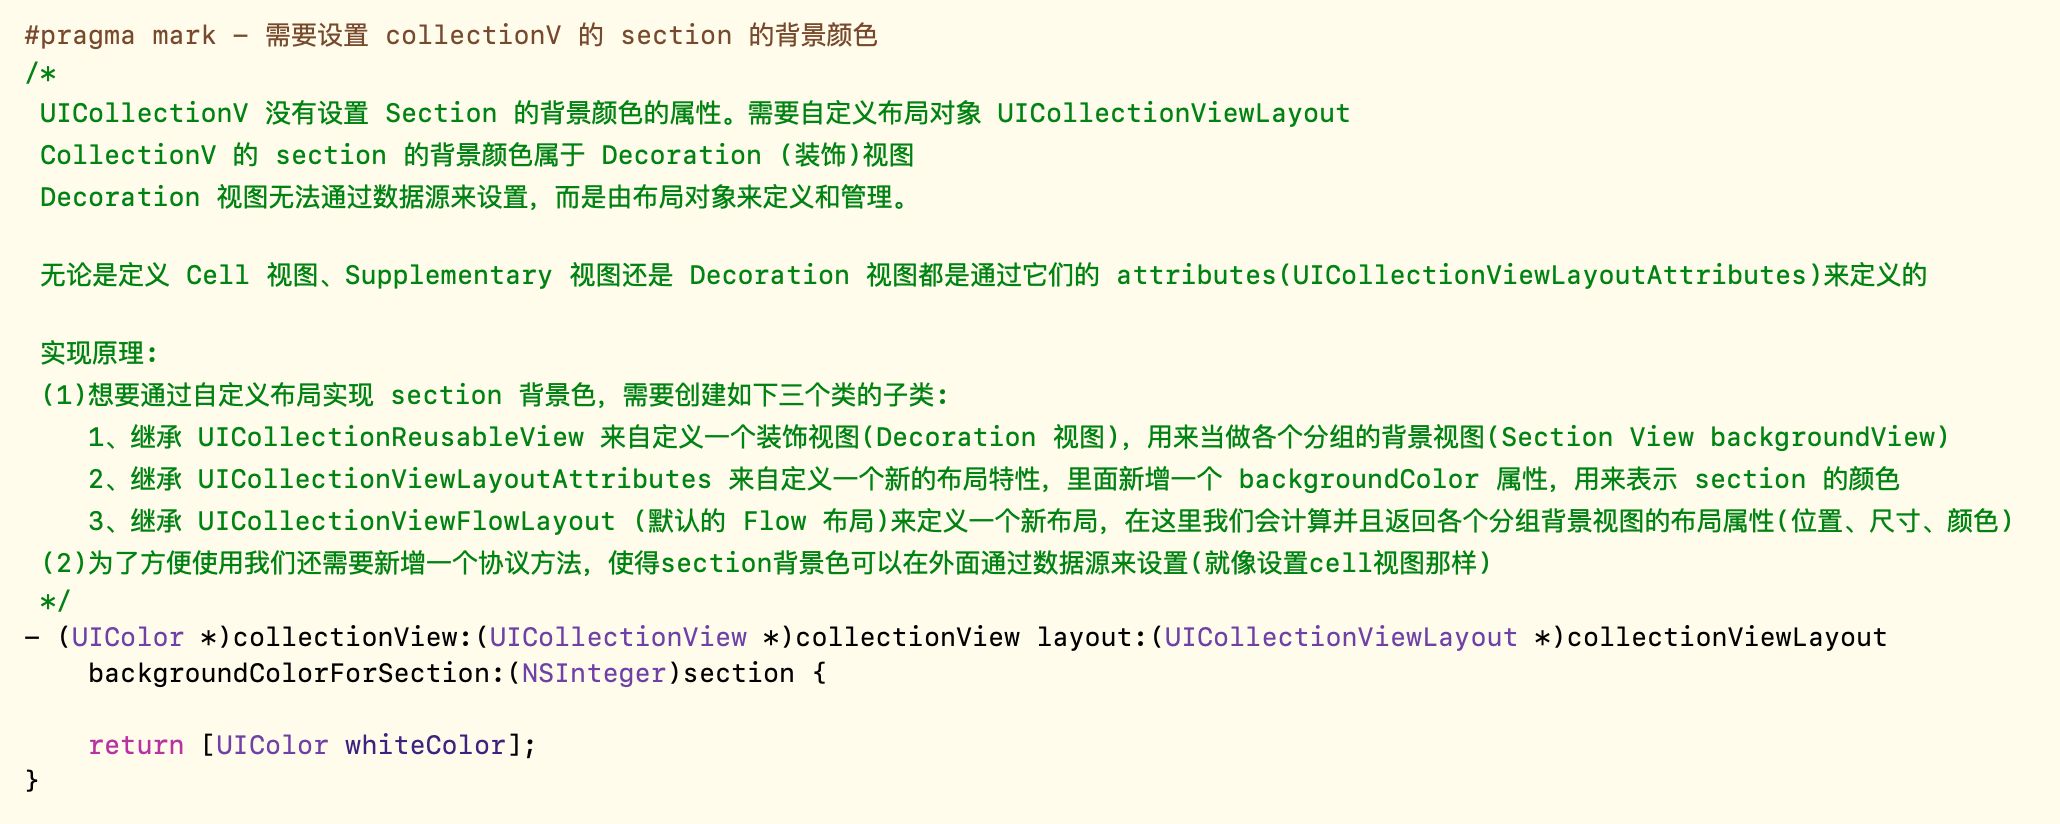 #pragma mark – 需要设置 collectionV 的 section 的背景颜色
/*
UICollectionV 没有设置 Section 的背景颜色的属性。需要自定义布局对象 UICollectionViewLayout
CollectionV 的 section 的背景颜色属于 Decoration (装饰)视图
Decoration 视图无法通过数据源来设置，而是由布局对象来定义和管理。
无论是定义 Cell 视图、Supplementary 视图还是 Decoration 视图都是通过它们的 attributes(UICollectionViewLayoutAttributes)来定义的
实现原理:
(1)想要通过自定义布局实现 section 背景色，需要创建如下三个类的子类:
1、继承 UICollectionReusableView 来自定义一个装饰视图(Decoration 视图)，用来当做各个分组的背景视图(Section View backgroundView)
2、继承 UICollectionViewLayoutAttributes 来自定义一个新的布局特性，里面新增一个 backgroundColor 属性，用来表示 section 的颜色
3、继承 UICollectionViewFlowLayout (默认的 Flow 布局)来定义一个新布局，在这里我们会计算并且返回各个分组背景视图的布局属性(位置、尺寸、颜色)
(2)为了方便使用我们还需要新增一个协议方法，使得section背景色可以在外面通过数据源来设置(就像设置cell视图那样)
*/
– (UIColor *)collectionView:(UICollectionView *)collectionView layout:(UICollectionViewLayout *)collectionViewLayout
backgroundColorForSection:(NSInteger)section {
return [UIColor whiteColor];
}